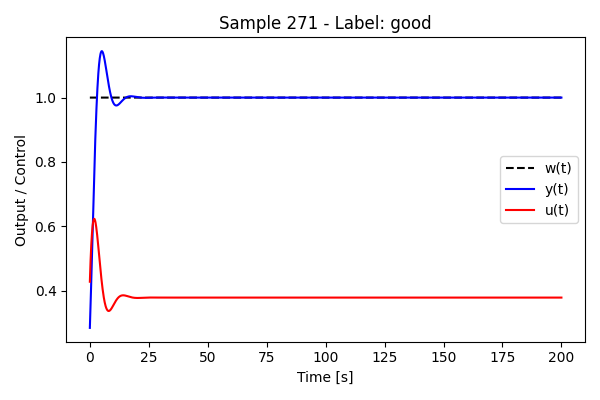 Sample 271 - Label: good
Output / Control
1.0
0.8
0.6
0.4
w(t)
y(t)
u(t)
0 25 50 75 100 125 150 175 200
Time [s]